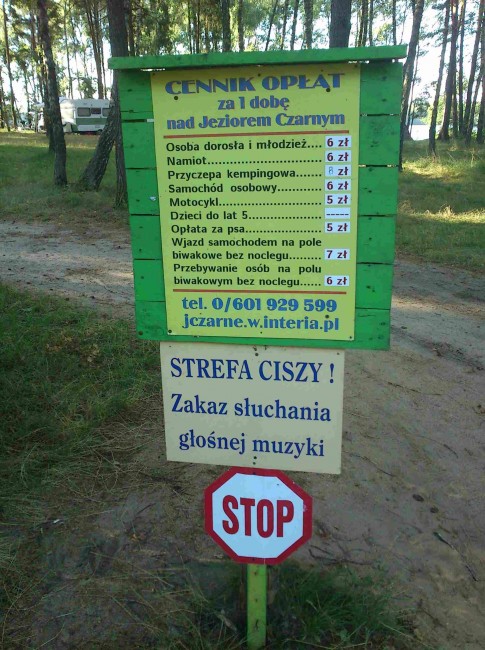 CENNIK OPŁAT
za 1 dobę
nad Jeziorem Czarnym
Osoba dorosła i młodzież.... 6 zł
Namiot.............................. 6 zł
Przyczepa kempingowa...... 8 zł
Samochód osobowy.......... 6 zł
Motocykl............................ 5 zł
Dzieci do lat 5................... -----
Opłata za psa..................... 5 zł
Wjazd samochodem na pole
biwakowe bez noclegu....... 7 zł
Przebywanie osób na polu
biwakowym bez noclegu..... 6 zł
tel. 0/601 929 599
jczarne.w.interia.pl
STREFA CISZY !
Zakaz słuchania
głośnej muzyki
STOP